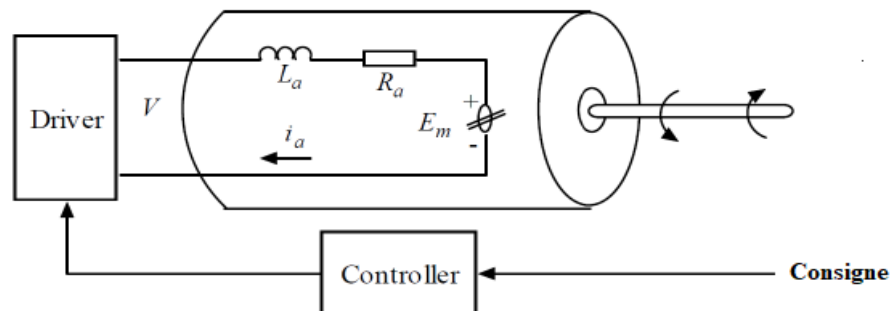 L_a
R_a
V
Driver
+
E_m
-
i_a
Controller
Consigne